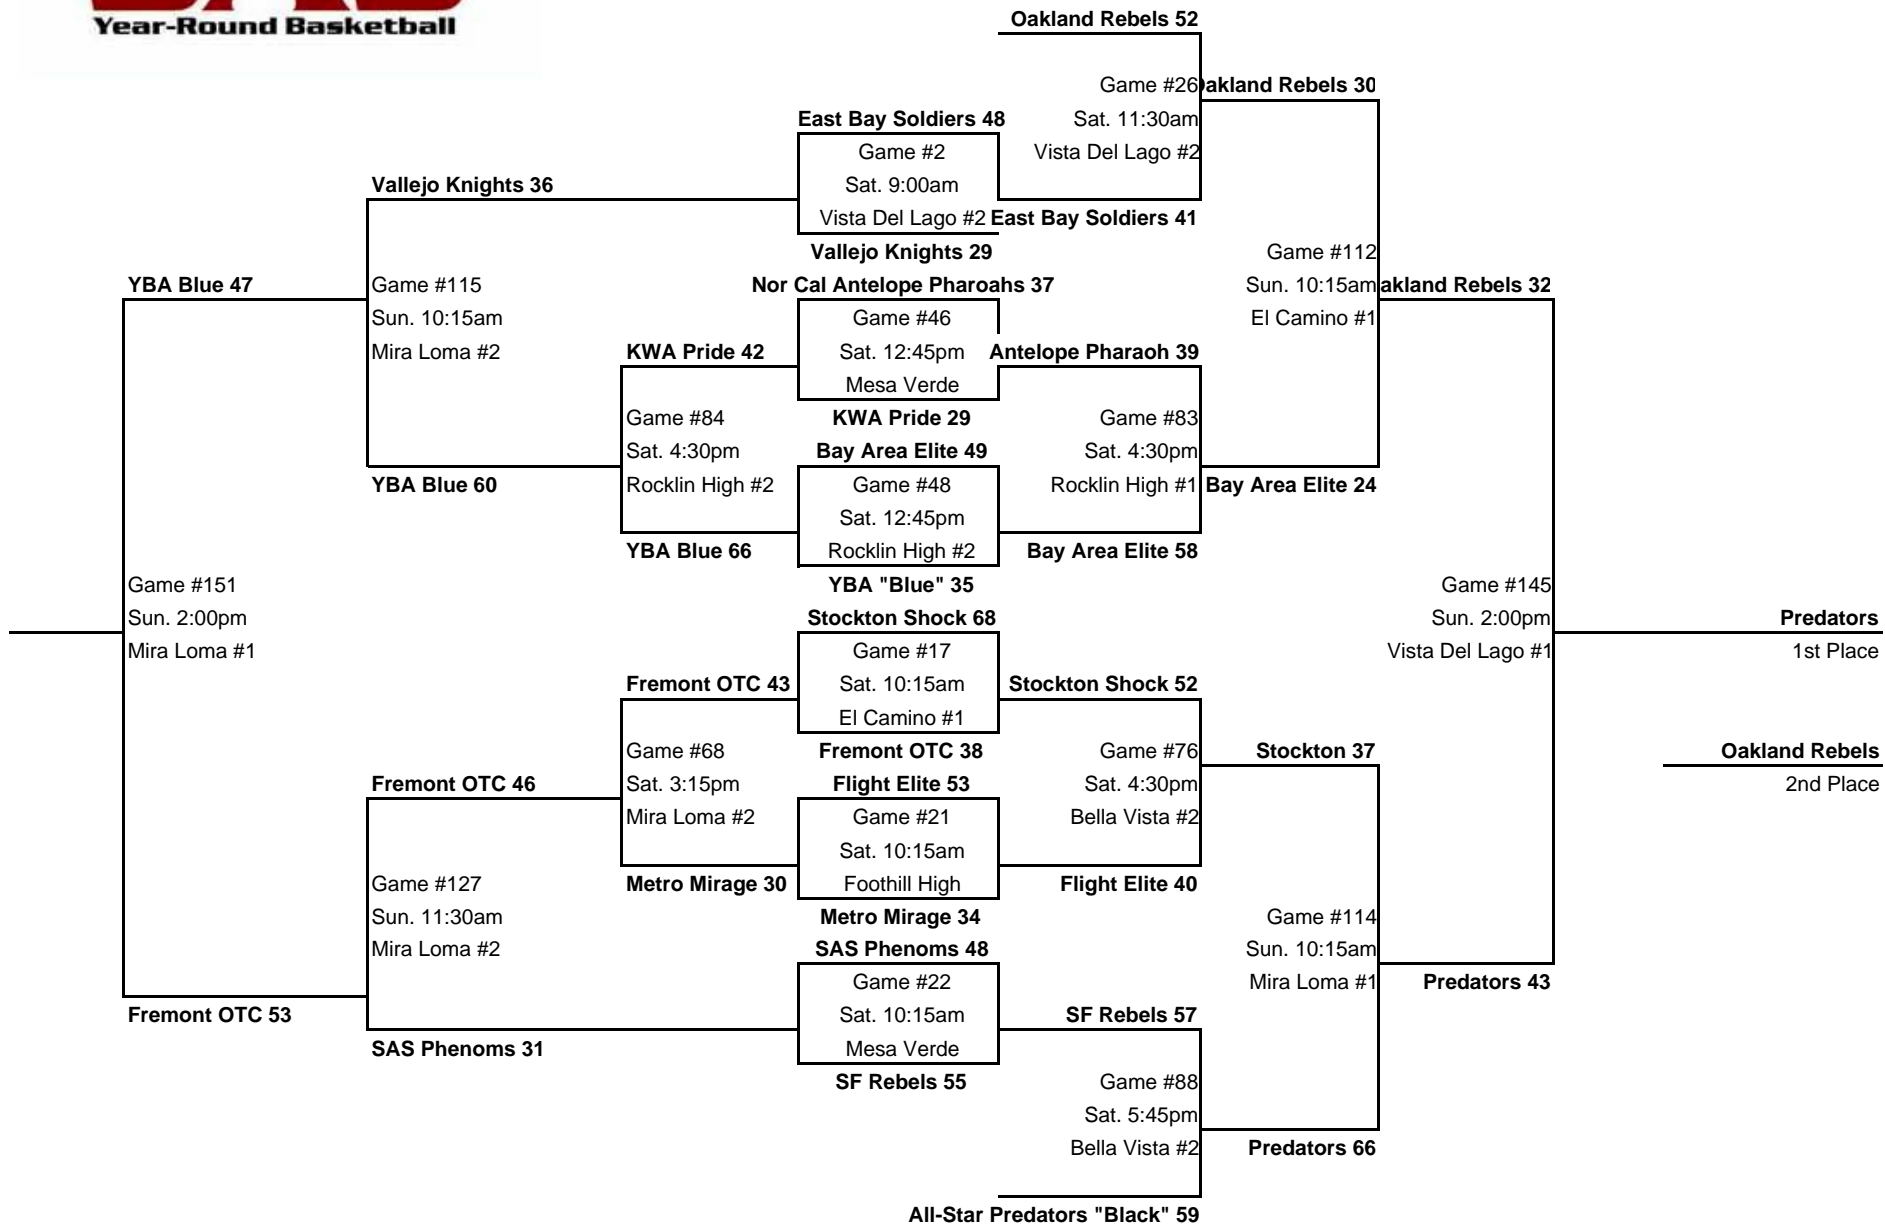 Year-Round Basketball
Oakland Rebels 52
Game #26
Sat. 11:30am
Vista Del Lago #2
akland Rebels 30
East Bay Soldiers 48
Game #2
Sat. 9:00am
Vista Del Lago #2
Vallejo Knights 29
East Bay Soldiers 41
Vallejo Knights 36
Game #112
Sun. 10:15am
El Camino #1
akland Rebels 32
YBA Blue 47
Game #115
Sun. 10:15am
Mira Loma #2
Nor Cal Antelope Pharoahs 37
Game #46
Sat. 12:45pm
Mesa Verde
KWA Pride 29
KWA Pride 42
Antelope Pharaoh 39
Game #84
Sat. 4:30pm
Rocklin High #2
Bay Area Elite 49
Game #48
Sat. 12:45pm
Rocklin High #2
YBA "Blue" 35
Game #83
Sat. 4:30pm
Rocklin High #1
Bay Area Elite 24
YBA Blue 60
YBA Blue 66
Bay Area Elite 58
Game #151
Sun. 2:00pm
Mira Loma #1
Game #145
Sun. 2:00pm
Vista Del Lago #1
Predators
1st Place
Stockton Shock 68
Game #17
Sat. 10:15am
El Camino #1
Fremont OTC 38
Fremont OTC 43
Stockton Shock 52
Game #68
Sat. 3:15pm
Mira Loma #2
Game #76
Sat. 4:30pm
Bella Vista #2
Stockton 37
Oakland Rebels
2nd Place
Fremont OTC 46
Flight Elite 53
Game #21
Sat. 10:15am
Foothill High
Metro Mirage 34
Metro Mirage 30
Flight Elite 40
Game #127
Sun. 11:30am
Mira Loma #2
Game #114
Sun. 10:15am
Mira Loma #1
Predators 43
SAS Phenoms 48
Game #22
Sat. 10:15am
Mesa Verde
SF Rebels 55
Fremont OTC 53
SAS Phenoms 31
SF Rebels 57
Game #88
Sat. 5:45pm
Bella Vista #2
Predators 66
All-Star Predators "Black" 59